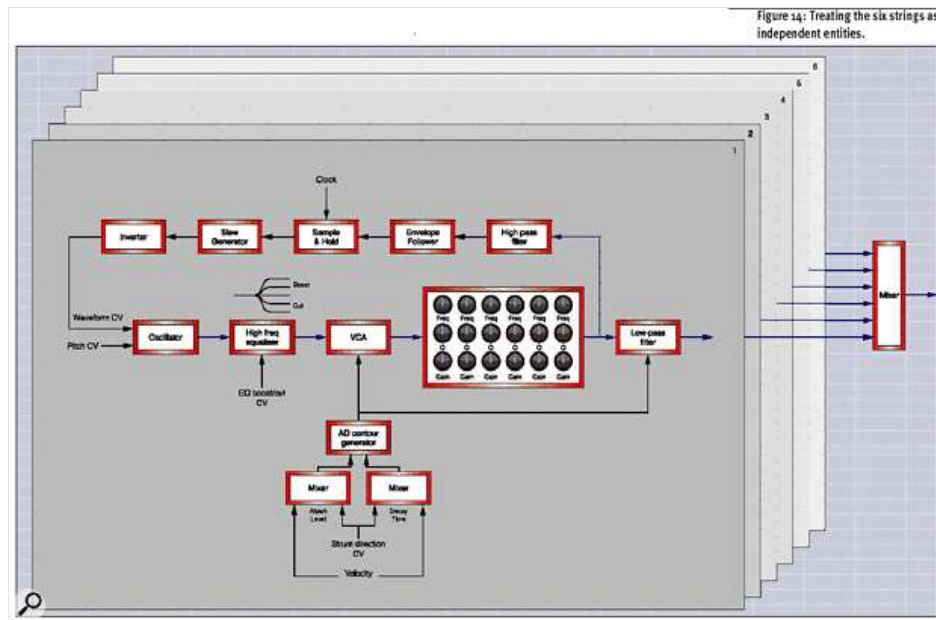 Figure 14: Treating the six strings as
independent entities.
6
5
4
3
2
1
Clock
Inverter
Slew
Generator
Sample
& Hold
Envelope
Follower
High pass
filter
Boost
Cut
Waveform CV
Pitch CV
Oscillator
High freq
equaliser
VCA
Freq Freq Freq Freq Freq Freq
Q Q Q Q Q Q
Gain Gain Gain Gain Gain Gain
Low-pass
filter
Mixer
EQ boost/cut
CV
AD contour
generator
Mixer
Mixer
Attack
Level
Decay
Time
Strum direction
CV
Velocity